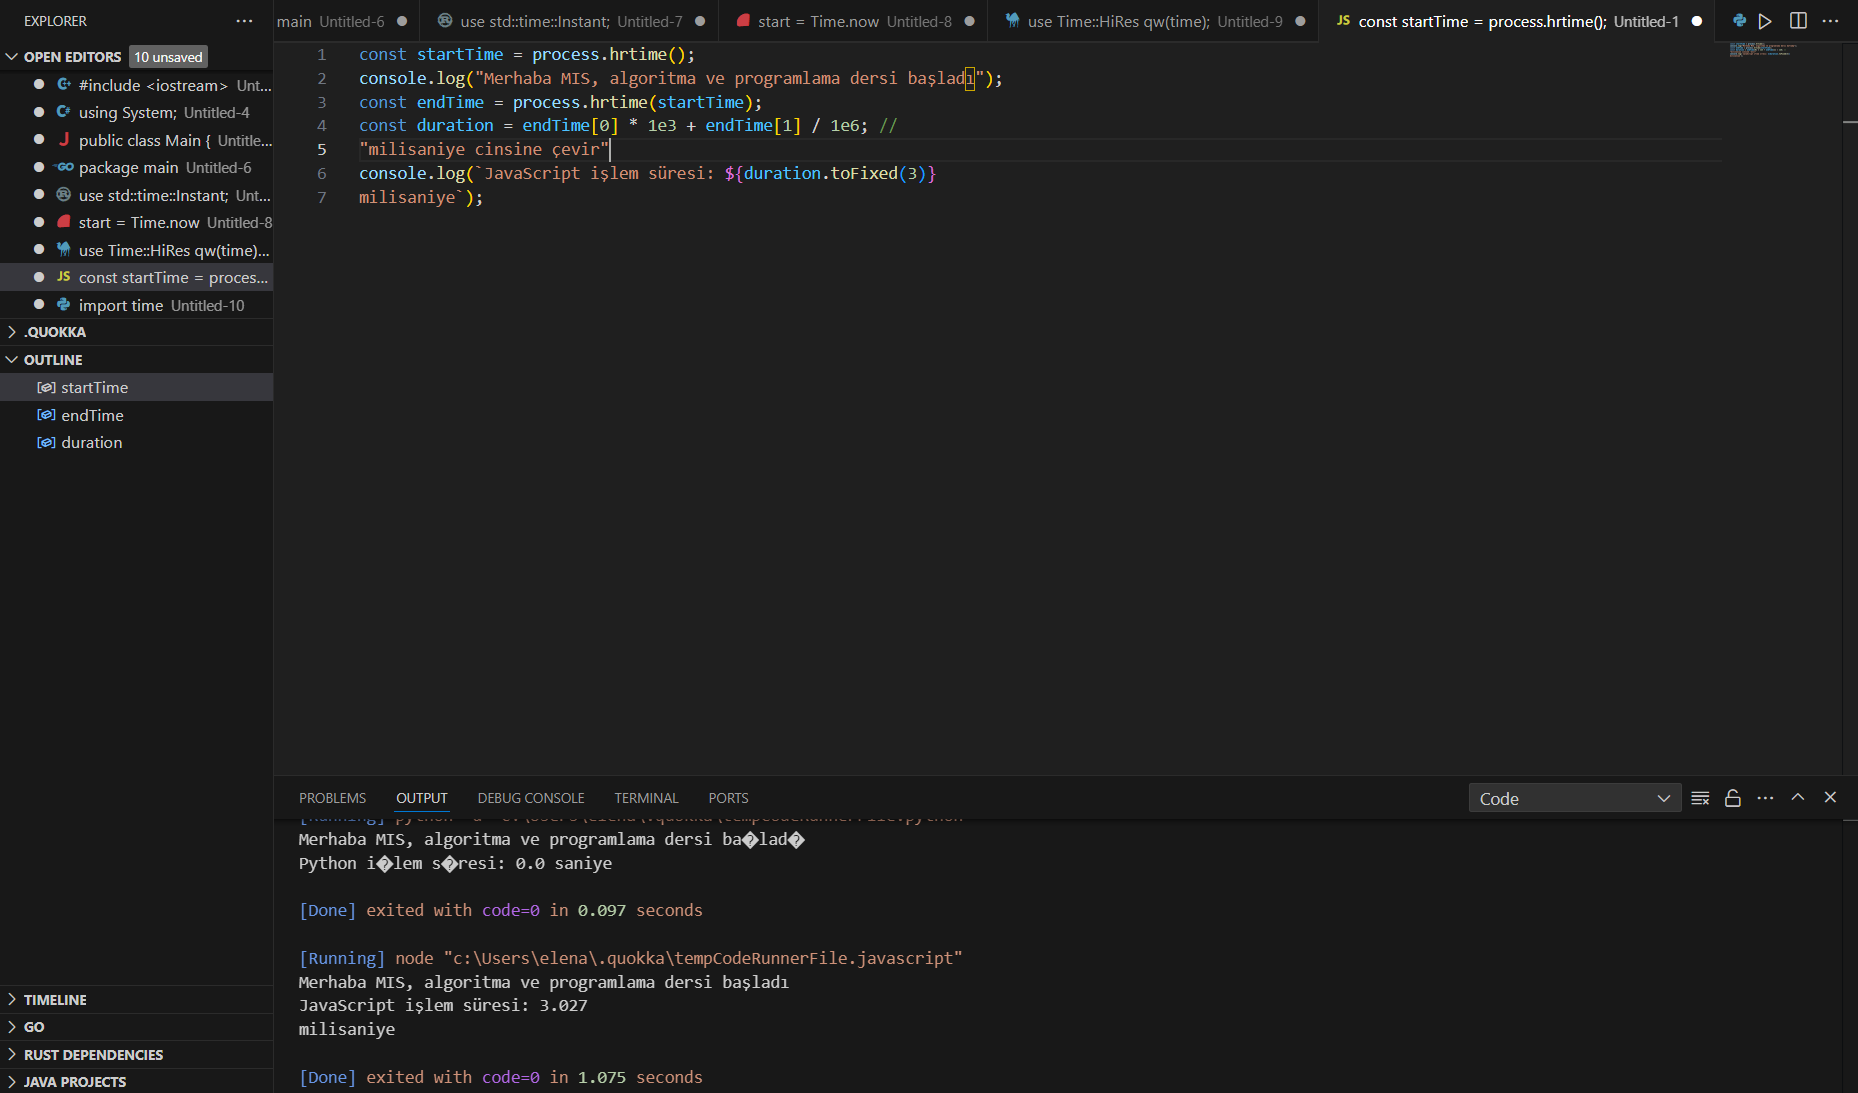 EXPLORER
main Untitled-6
use std::time::Instant; Untitled-7
start = Time.now Untitled-8
use Time::HiRes qw(time); Untitled-9
JS const startTime = process.hrtime(); Untitled-1
OPEN EDITORS 10 unsaved
#include <iostream> Unt...
using System; Untitled-4
public class Main { Untitle...
package main Untitled-6
use std::time::Instant; Unt...
start = Time.now Untitled-8
use Time::HiRes qw(time)...
JS const startTime = proces...
import time Untitled-10
.QUOKKA
OUTLINE
startTime
endTime
duration
TIMELINE
GO
RUST DEPENDENCIES
JAVA PROJECTS
1 const startTime = process.hrtime();
2 console.log("Merhaba MIS, algoritma ve programlama dersi başladı");
3 const endTime = process.hrtime(startTime);
4 const duration = endTime[0] * 1e3 + endTime[1] / 1e6; //
5 "milisaniye cinsine çevir"
6 console.log(`JavaScript işlem süresi: ${duration.toFixed(3)}
7 milisaniye`);
PROBLEMS OUTPUT DEBUG CONSOLE TERMINAL PORTS
Code
Merhaba MIS, algoritma ve programlama dersi ba�lad�
Python i�lem s�resi: 0.0 saniye
[Done] exited with code=0 in 0.097 seconds
[Running] node "c:\Users\elena\.quokka\tempCodeRunnerFile.javascript"
Merhaba MIS, algoritma ve programlama dersi başladı
JavaScript işlem süresi: 3.027
milisaniye
[Done] exited with code=0 in 1.075 seconds